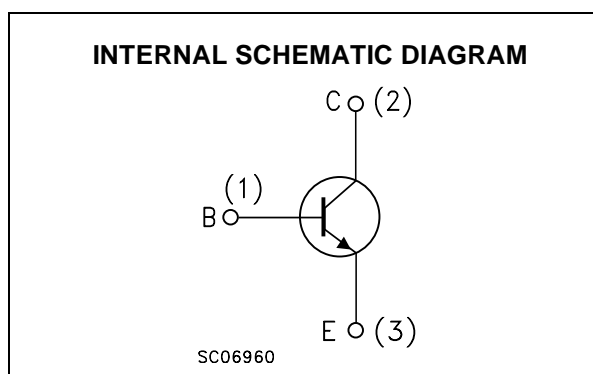 INTERNAL SCHEMATIC DIAGRAM
C (2)
(1)
B
E (3)
SC06960